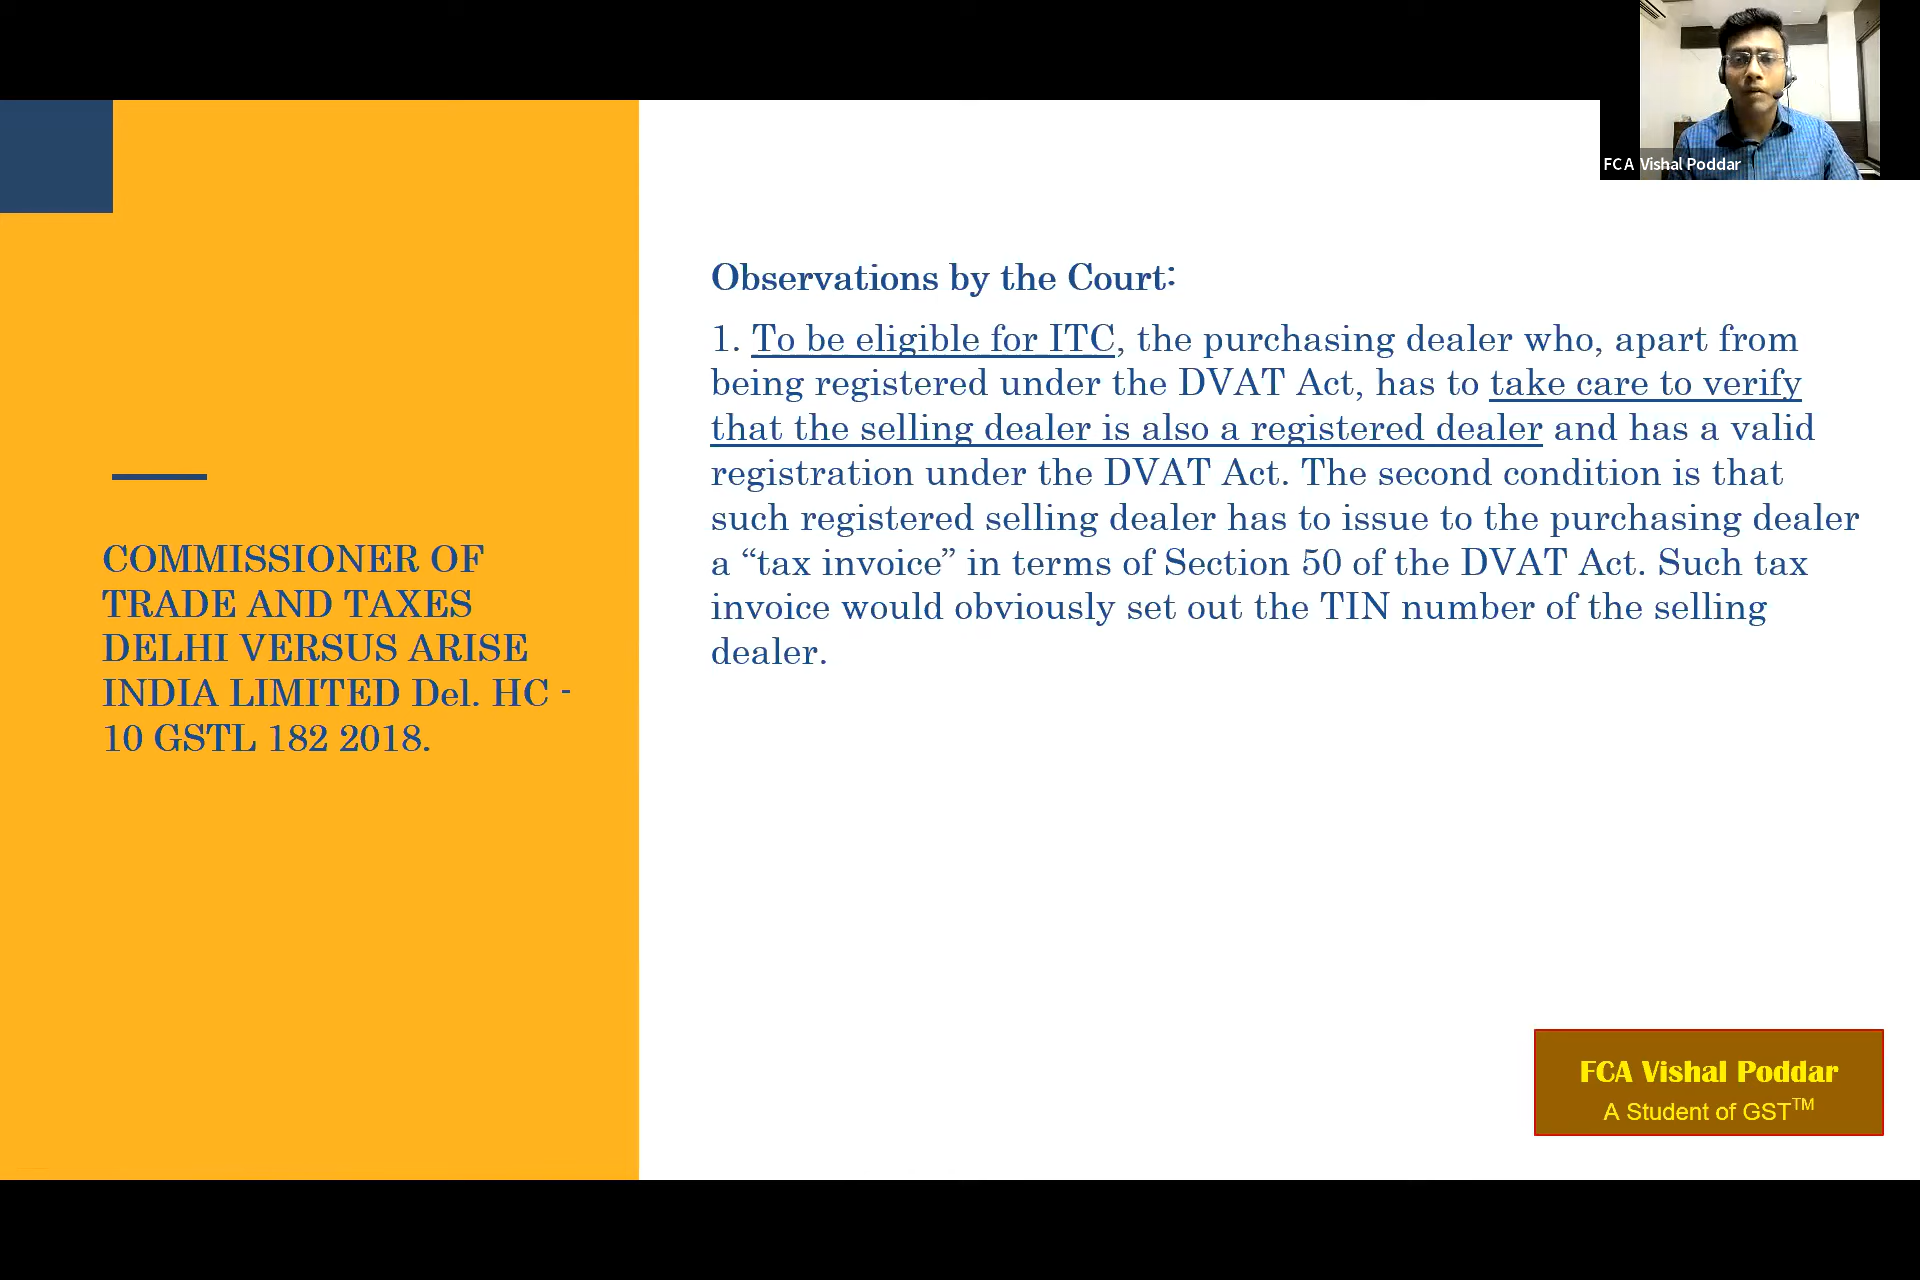 FCA Vishal Poddar
COMMISSIONER OF
TRADE AND TAXES
DELHI VERSUS ARISE
INDIA LIMITED Del. HC -
10 GSTL 182 2018.
Observations by the Court:
1. To be eligible for ITC, the purchasing dealer who, apart from
being registered under the DVAT Act, has to take care to verify
that the selling dealer is also a registered dealer and has a valid
registration under the DVAT Act. The second condition is that
such registered selling dealer has to issue to the purchasing dealer
a “tax invoice” in terms of Section 50 of the DVAT Act. Such tax
invoice would obviously set out the TIN number of the selling
dealer.
FCA Vishal Poddar
A Student of GST™